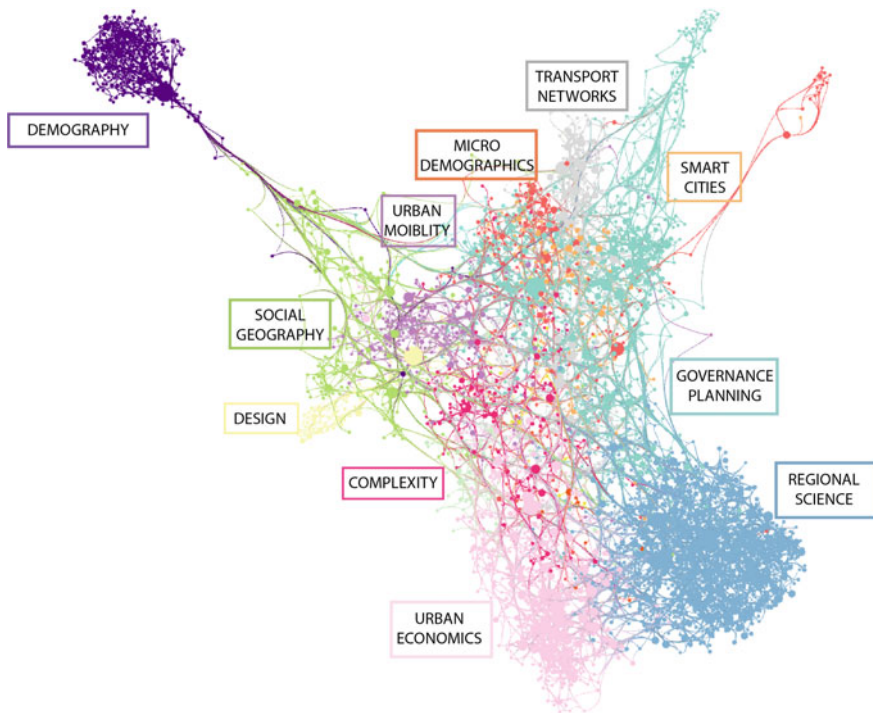 TRANSPORT
NETWORKS
DEMOGRAPHY
MICRO
DEMOGRAPHICS
SMART
CITIES
URBAN
MOIBLITY
SOCIAL
GEOGRAPHY
GOVERNANCE
PLANNING
DESIGN
COMPLEXITY
REGIONAL
SCIENCE
URBAN
ECONOMICS